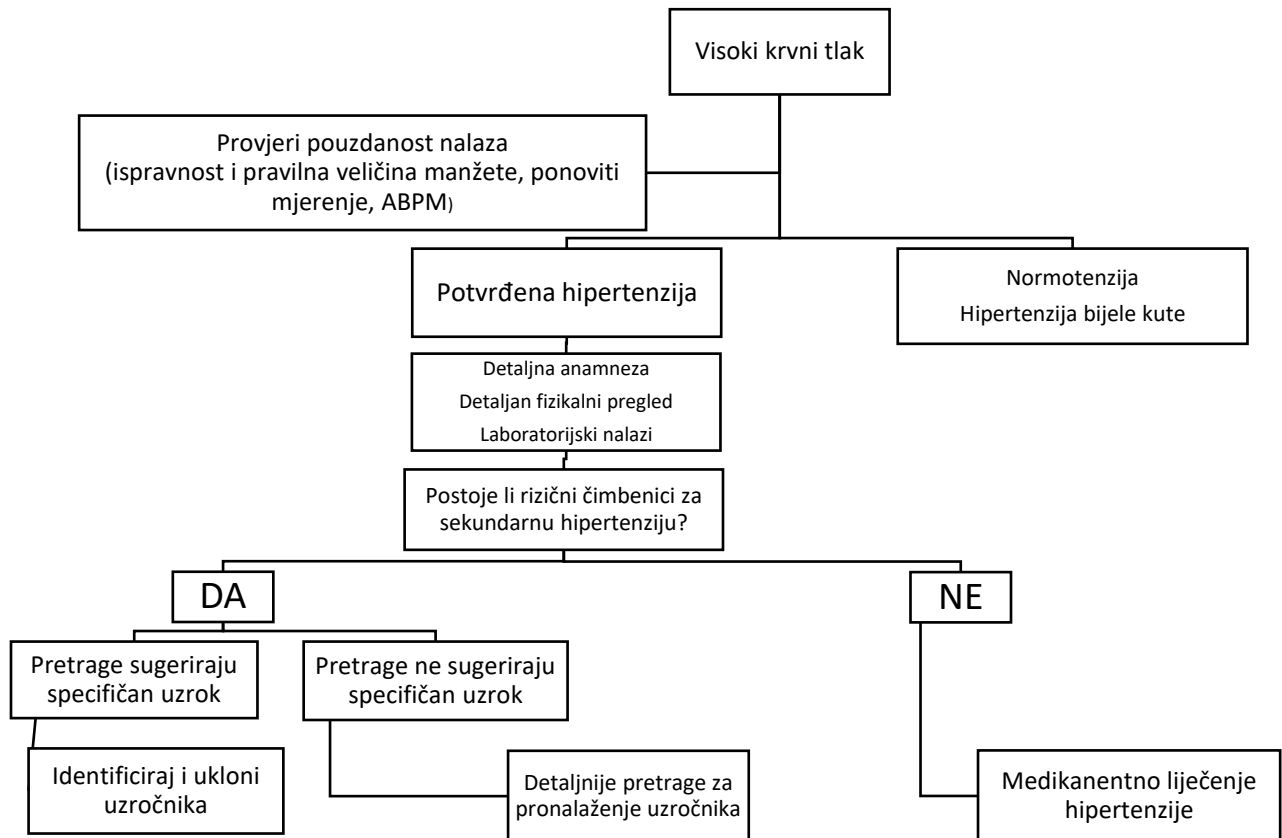 Visoki krvni tlak
Provjeri pouzdanost nalaza
(ispravnost i pravilna veličina manžete, ponoviti
mjerenje, ABPM)
Potvrđena hipertenzija
Normotenzija
Hipertenzija bijele kute
Detaljna anamneza
Detaljan fizikalni pregled
Laboratorijski nalazi
Postoje li rizični čimbenici za
sekundarnu hipertenziju?
DA
NE
Pretrage sugeriraju
specifičan uzrok
Pretrage ne sugeriraju
specifičan uzrok
Identificiraj i ukloni
uzročnika
Detaljnije pretrage za
pronalaženje uzročnika
Medikanentno liječenje
hipertenzije